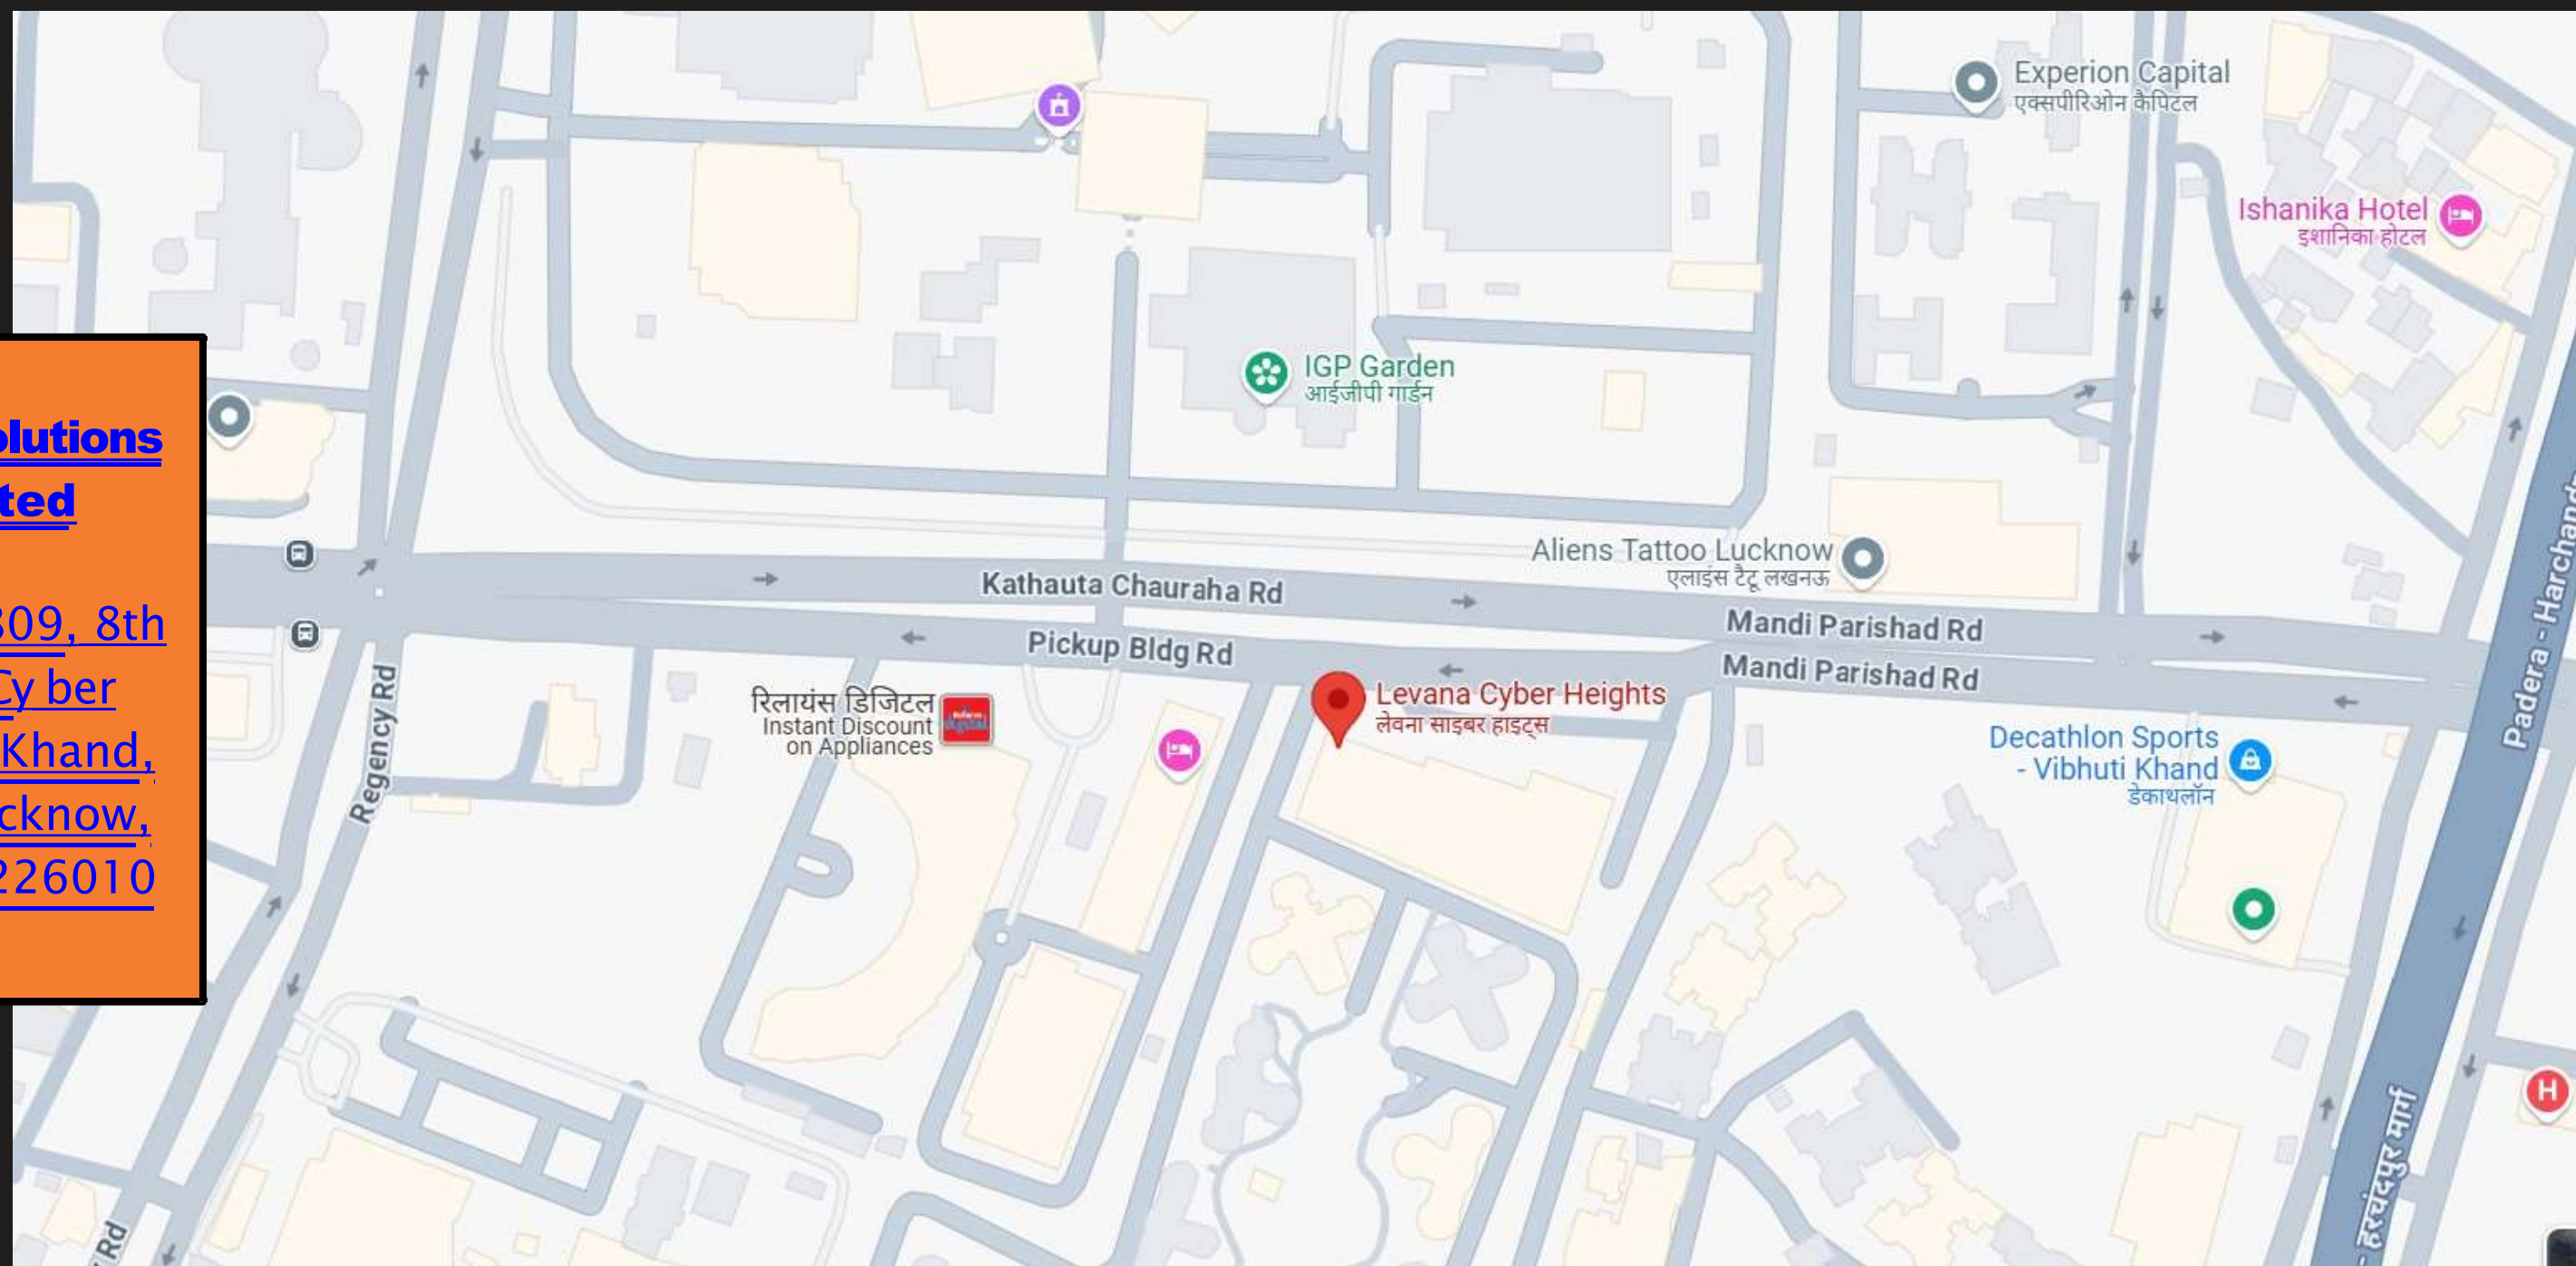 Experion Capital
एक्सपीरिओन कैपिटल
Ishanika Hotel
इशानिका होटल
IGP Garden
आईजीपी गार्डन
olutions
ted
309, 8th
Cy ber
Khand,
cknow,
226010
Aliens Tattoo Lucknow
एलाइंस टैटू लखनऊ
Kathauta Chauraha Rd
Mandi Parishad Rd
Pickup Bldg Rd
Mandi Parishad Rd
Padera - Harchandp
Regency Rd
रिलायंस डिजिटल
Instant Discount
on Appliances
Levana Cyber Heights
लेवना साइबर हाइट्स
Decathlon Sports
- Vibhuti Khand
डेकाथलॉन
H
- हरचंदपुर मार्ग
Rd